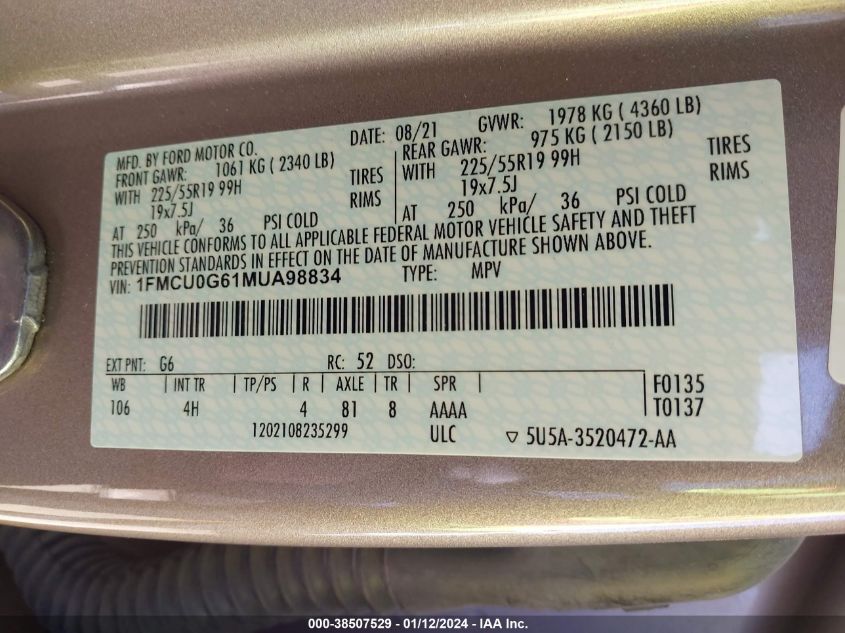 MFD. BY FORD MOTOR CO. DATE: 08/21 GVWR: 1978 KG ( 4360 LB)
FRONT GAWR: 1061 KG ( 2340 LB) REAR GAWR: 975 KG ( 2150 LB)
WITH 225/55R19 99H TIRES WITH 225/55R19 99H TIRES
19x7.5J RIMS 19x7.5J RIMS
AT 250 kPa/ 36 PSI COLD AT 250 kPa/ 36 PSI COLD
THIS VEHICLE CONFORMS TO ALL APPLICABLE FEDERAL MOTOR VEHICLE SAFETY AND THEFT
PREVENTION STANDARDS IN EFFECT ON THE DATE OF MANUFACTURE SHOWN ABOVE.
VIN: 1FMCU0G61MUA98834 TYPE: MPV
EXT PNT: G6 RC: 52 DSO:
WB INT TR TP/PS R AXLE TR SPR F0135
106 4H 4 81 8 AAAA T0137
1202108235299 ULC ▽ 5U5A-3520472-AA
000-38507529 - 01/12/2024 - IAA Inc.